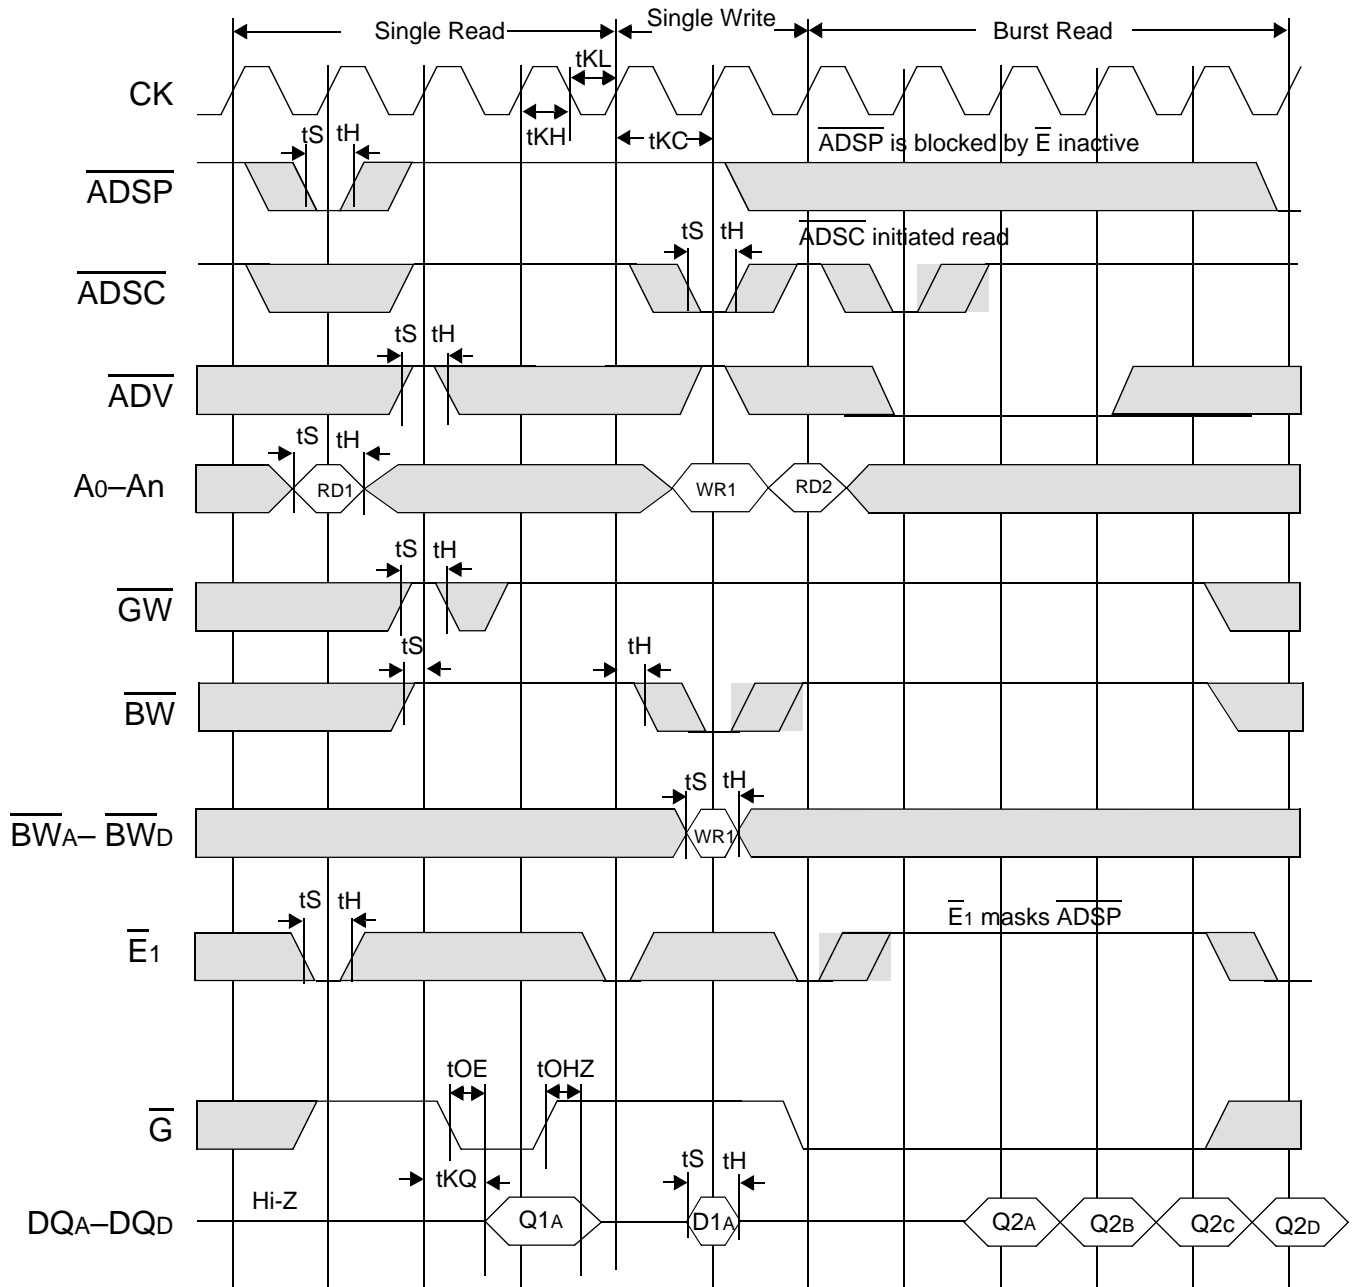 Single Read
Single Write
Burst Read
tKL
CK
tS tH
tKH
tKC
ADSP is blocked by E inactive
ADSP
tS tH
ADSC initiated read
ADSC
tS tH
ADV
tS tH
A0–An
RD1
WR1
RD2
tS tH
GW
tS
tH
BW
tS tH
BWA– BWD
WR1
tS tH
E1 masks ADSP
E1
tOE
tOHZ
G
tKQ
tS tH
Hi-Z
DQA–DQD
Q1A
D1A
Q2A
Q2B
Q2C
Q2D